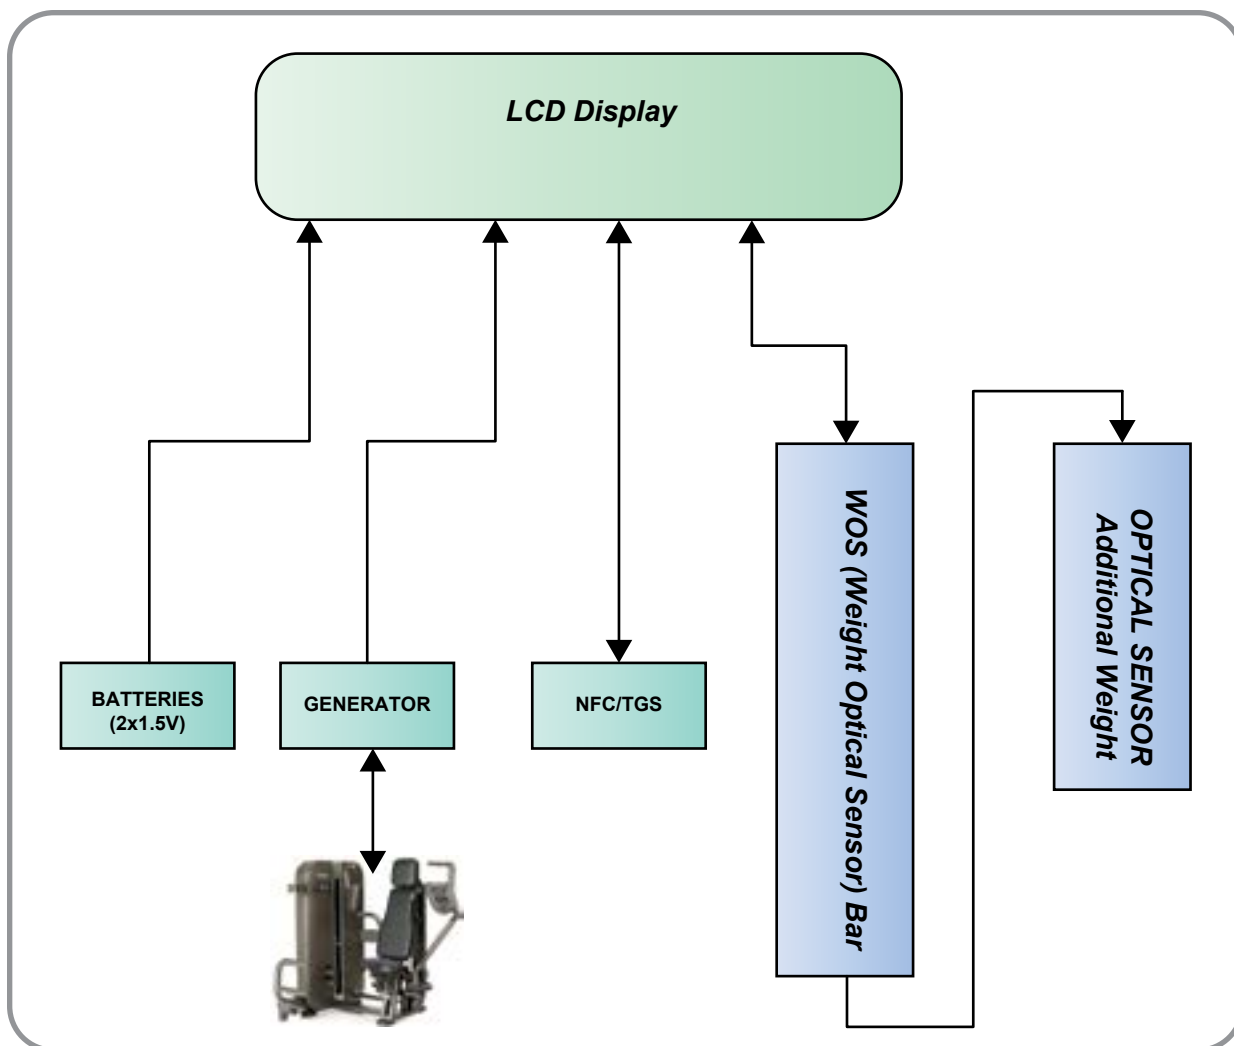 LCD Display
BATTERIES
(2x1.5V)
GENERATOR
NFC/TGS
WOS (Weight Optical Sensor) Bar
OPTICAL SENSOR
Additional Weight